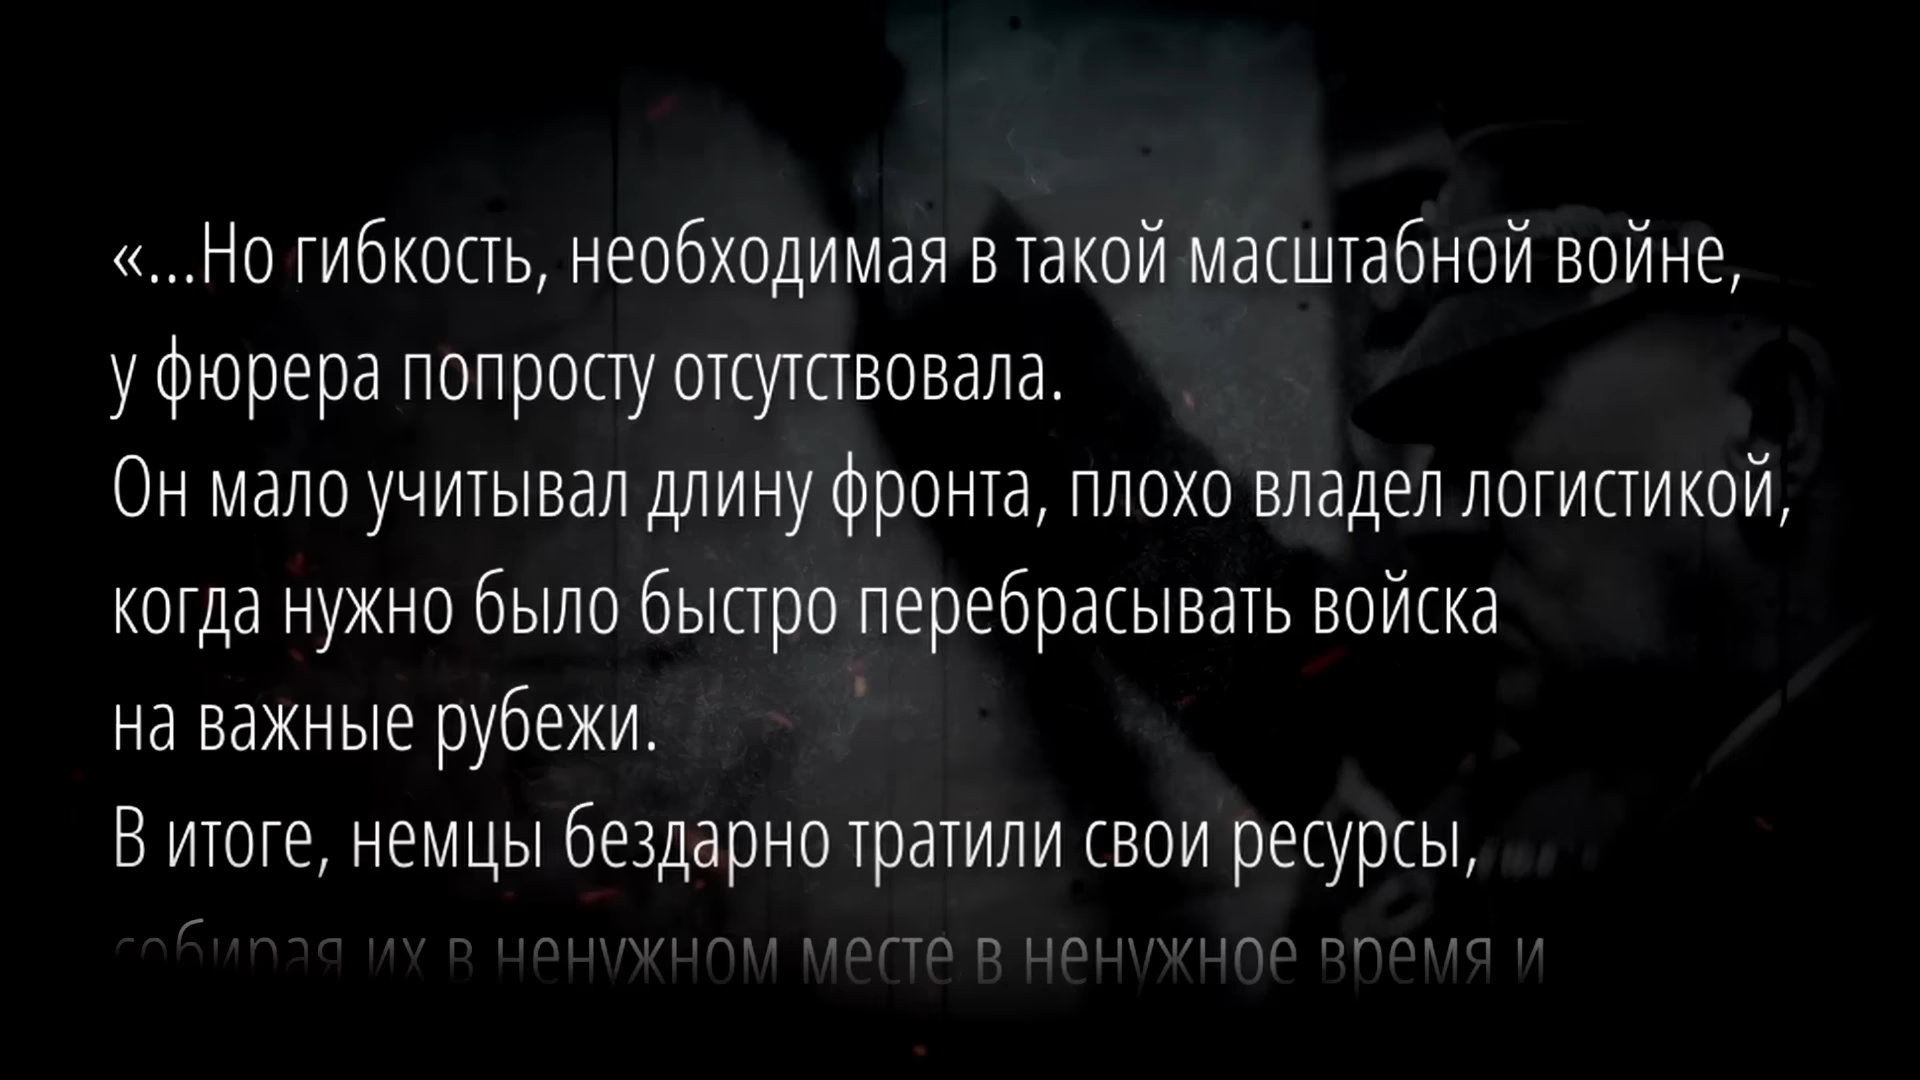 «...Но гибкость, необходимая в такой масштабной войне,
у фюрера попросту отсутствовала.
Он мало учитывал длину фронта, плохо владел логистикой,
когда нужно было быстро перебрасывать войска
на важные рубежи.
В итоге, немцы бездарно тратили свои ресурсы,
собирая их в ненужном месте в ненужное время и